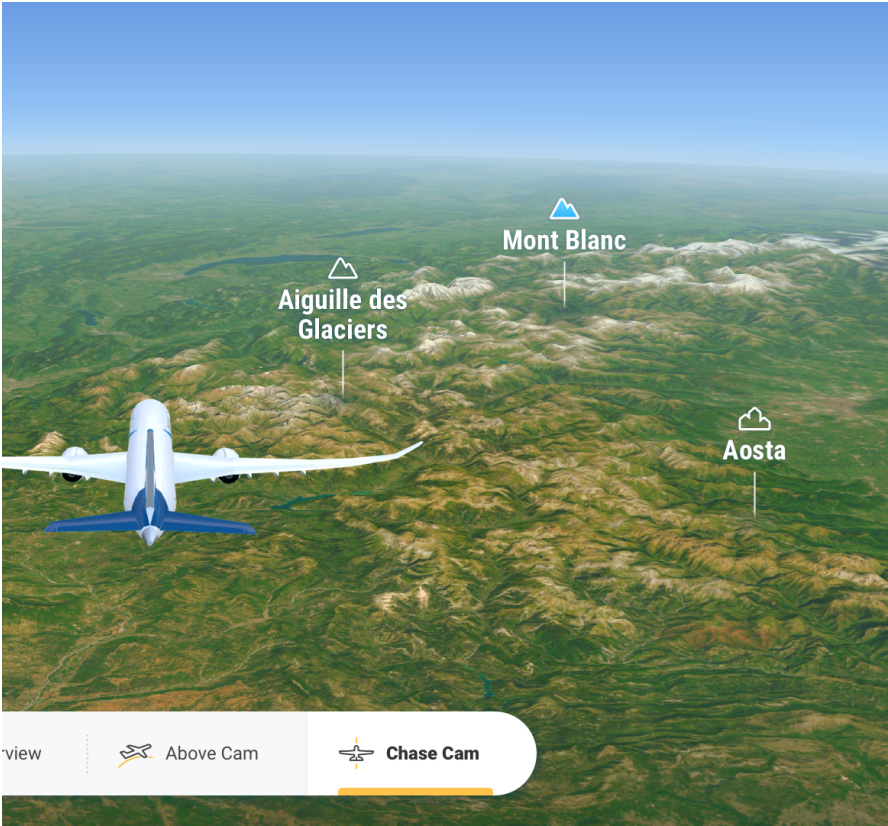 Mont Blanc
Aiguille des
Glaciers
Aosta
rview
Above Cam
Chase Cam